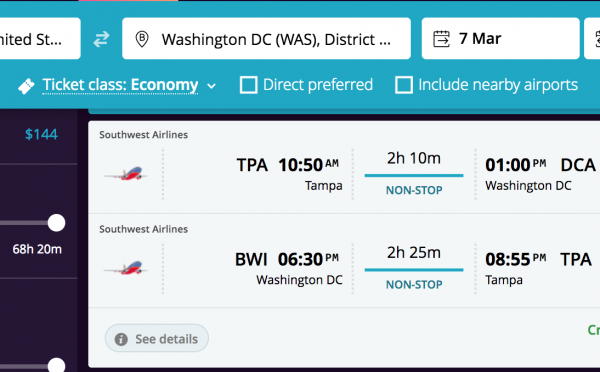 nited St...
B
Washington DC (WAS), District ...
7 Mar
Ticket class: Economy
Direct preferred
Include nearby airports
$144
68h 20m
Southwest Airlines
TPA 10:50 AM
Tampa
2h 10m
NON-STOP
01:00 PM DCA
Washington DC
Southwest Airlines
BWI 06:30 PM
Washington DC
2h 25m
NON-STOP
08:55 PM TPA
Tampa
i See details
Cr